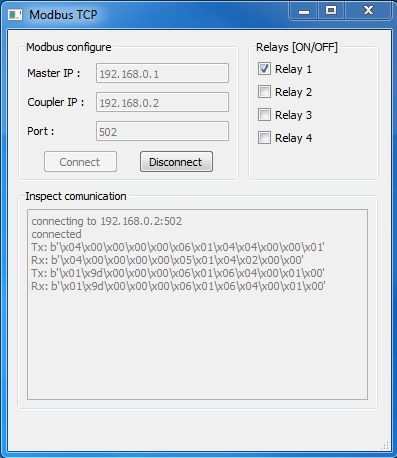 Modbus TCP
Modbus configure
Master IP :
192.168.0.1
Coupler IP :
192.168.0.2
Port :
502
Connect
Disconnect
Relays [ON/OFF]
Relay 1
Relay 2
Relay 3
Relay 4
Inspect comunication
connecting to 192.168.0.2:502
connected
Tx: b'\x04\x00\x00\x00\x00\x06\x01\x04\x04\x00\x00\x01'
Rx: b'\x04\x00\x00\x00\x00\x05\x01\x04\x02\x00\x00'
Tx: b'\x01\x9d\x00\x00\x00\x06\x01\x06\x04\x00\x01\x00'
Rx: b'\x01\x9d\x00\x00\x00\x06\x01\x06\x04\x00\x01\x00'